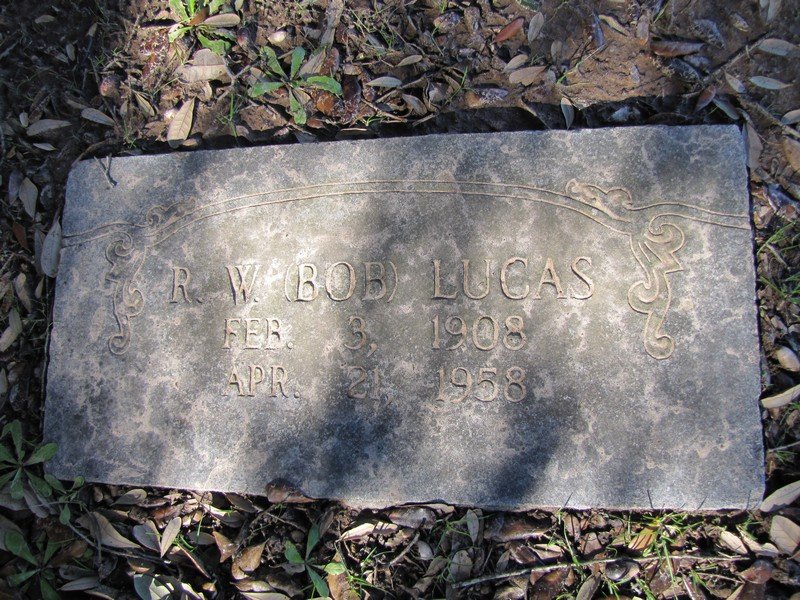 R. W. (BOB) LUCAS
FEB. 3, 1908
APR. 21, 1958